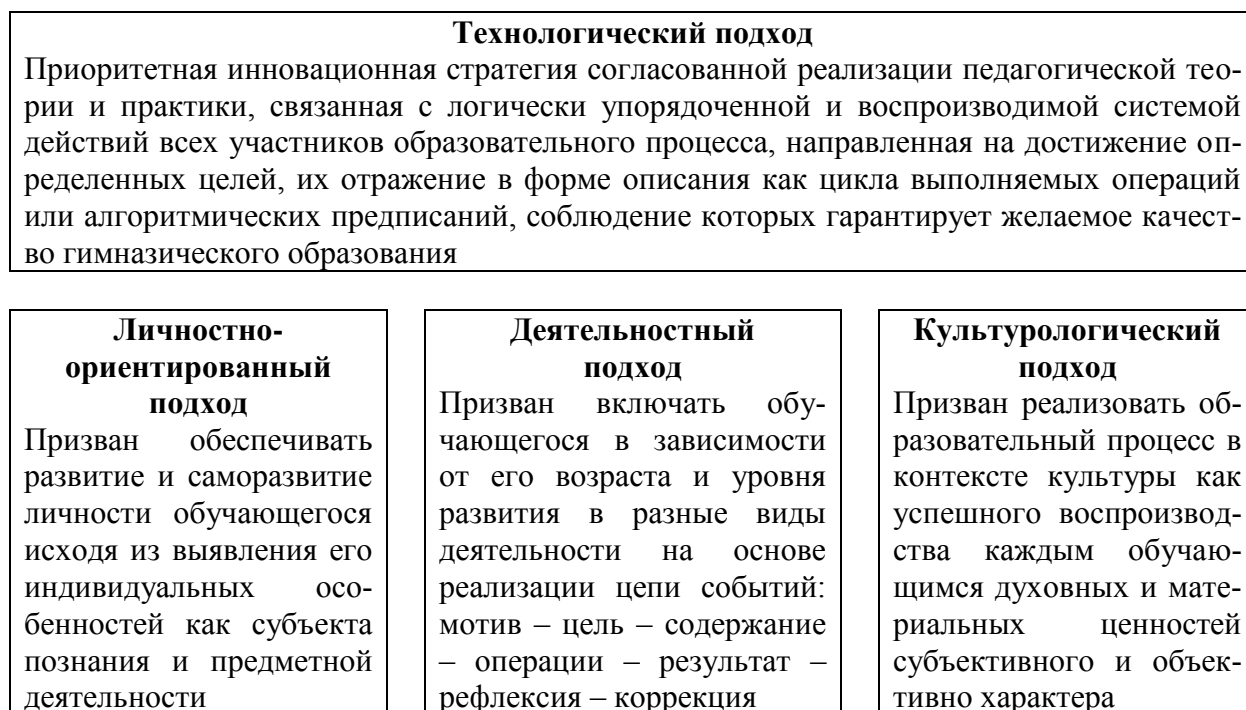 Технологический подход
Приоритетная инновационная стратегия согласованной реализации педагогической тео-
рии и практики, связанная с логически упорядоченной и воспроизводимой системой
действий всех участников образовательного процесса, направленная на достижение оп-
ределенных целей, их отражение в форме описания как цикла выполняемых операций
или алгоритмических предписаний, соблюдение которых гарантирует желаемое качест-
во гимназического образования
Личностно-
ориентированный
подход
Призван обеспечивать
развитие и саморазвитие
личности обучающегося
исходя из выявления его
индивидуальных осо-
бенностей как субъекта
познания и предметной
деятельности
Деятельностный
подход
Призван включать обу-
чающегося в зависимости
от его возраста и уровня
развития в разные виды
деятельности на основе
реализации цепи событий:
мотив – цель – содержание
– операции – результат –
рефлексия – коррекция
Культурологический
подход
Призван реализовать об-
разовательный процесс в
контексте культуры как
успешного воспроизвод-
ства каждым обучаю-
щимся духовных и мате-
риальных ценностей
субъективного и объек-
тивно характера